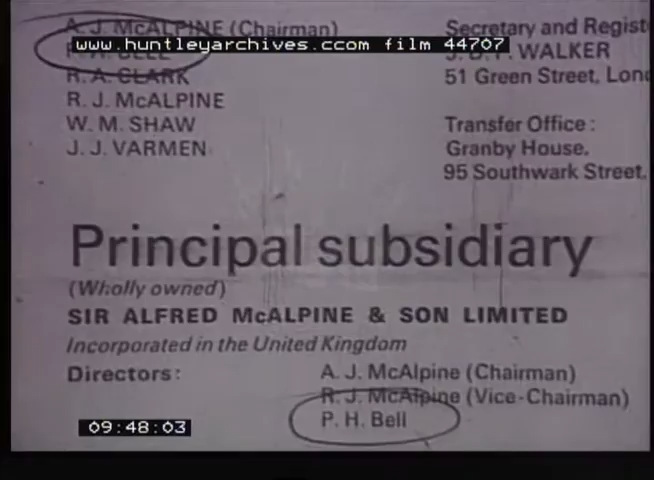 A. J. McALPINE (Chairman)
Secretary and Regist
www.huntleyarchives.ccom film 44707
P. H. BELL
WALKER
R. A. CLARK
51 Green Street, Lon
R. J. McALPINE
W. M. SHAW
Transfer Office:
J. J. VARMEN
Granby House,
95 Southwark Street,
Principal subsidiary
(Wholly owned)
SIR ALFRED McALPINE & SON LIMITED
Incorporated in the United Kingdom
Directors:
A. J. McAlpine (Chairman)
R. J. McAlpine (Vice-Chairman)
P. H. Bell
09:48:03